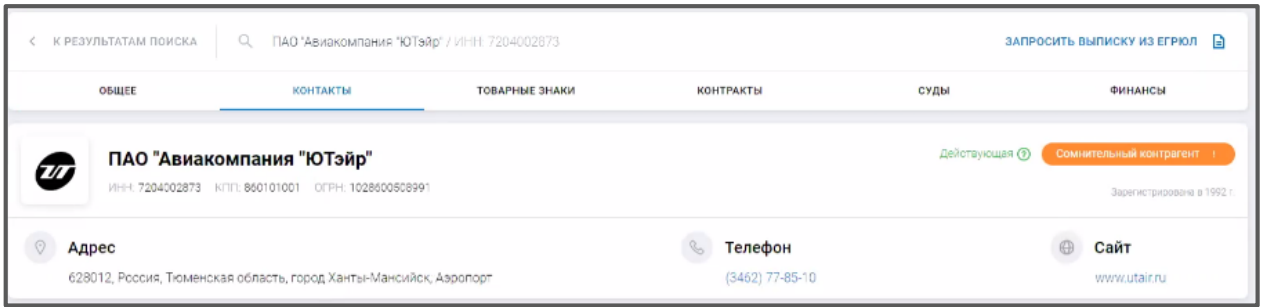 К РЕЗУЛЬТАТАМ ПОИСКА ПАО "Авиакомпания "ЮТэйр" / ИНН: 7204002873 ЗАПРОСИТЬ ВЫПИСКУ ИЗ ЕГРЮЛ
ОБЩЕЕ КОНТАКТЫ ТОВАРНЫЕ ЗНАКИ КОНТРАКТЫ СУДЫ ФИНАНСЫ
ПАО "Авиакомпания "ЮТэйр" Действующая ? Сомнительный контрагент !
ИНН: 7204002873 КПП: 860101001 ОГРН: 1028600508991 Зарегистрирована в 1992 г.
Адрес Телефон Сайт
628012, Россия, Тюменская область, город Ханты-Мансийск, Аэропорт (3462) 77-85-10 www.utair.ru